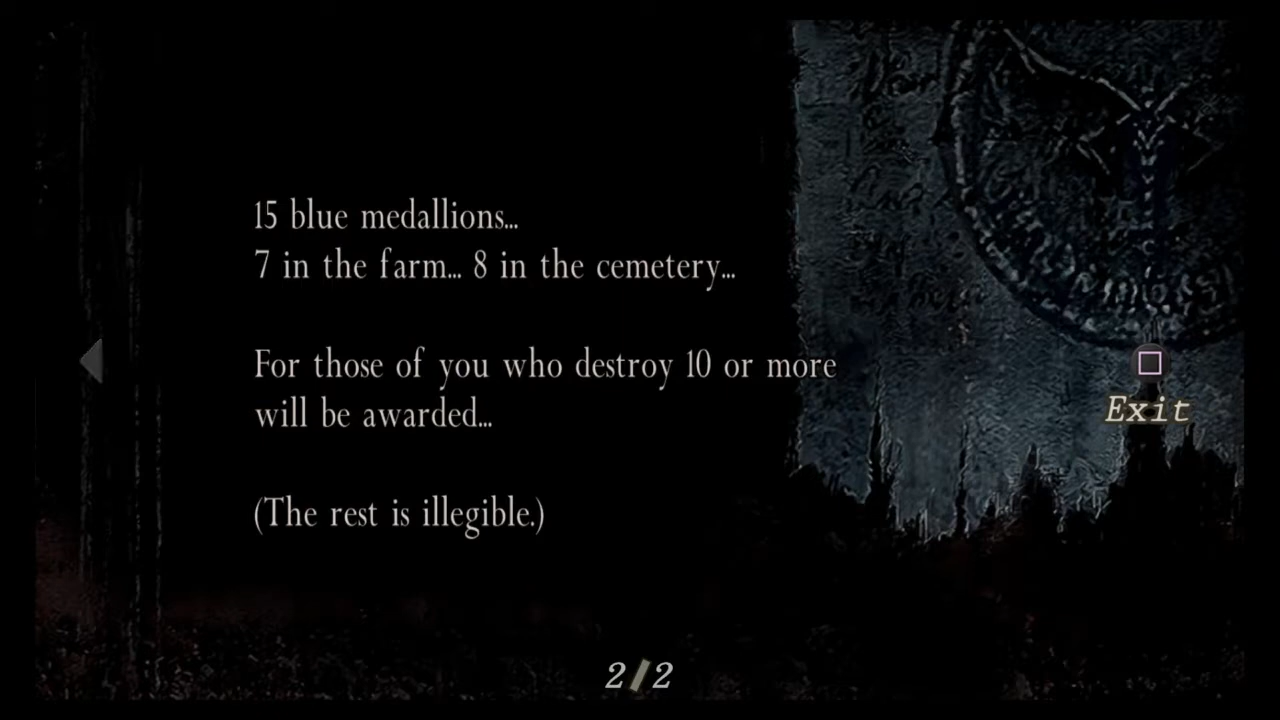 15 blue medallions...
7 in the farm... 8 in the cemetery...
For those of you who destroy 10 or more
will be awarded...
(The rest is illegible.)
Exit
2/2